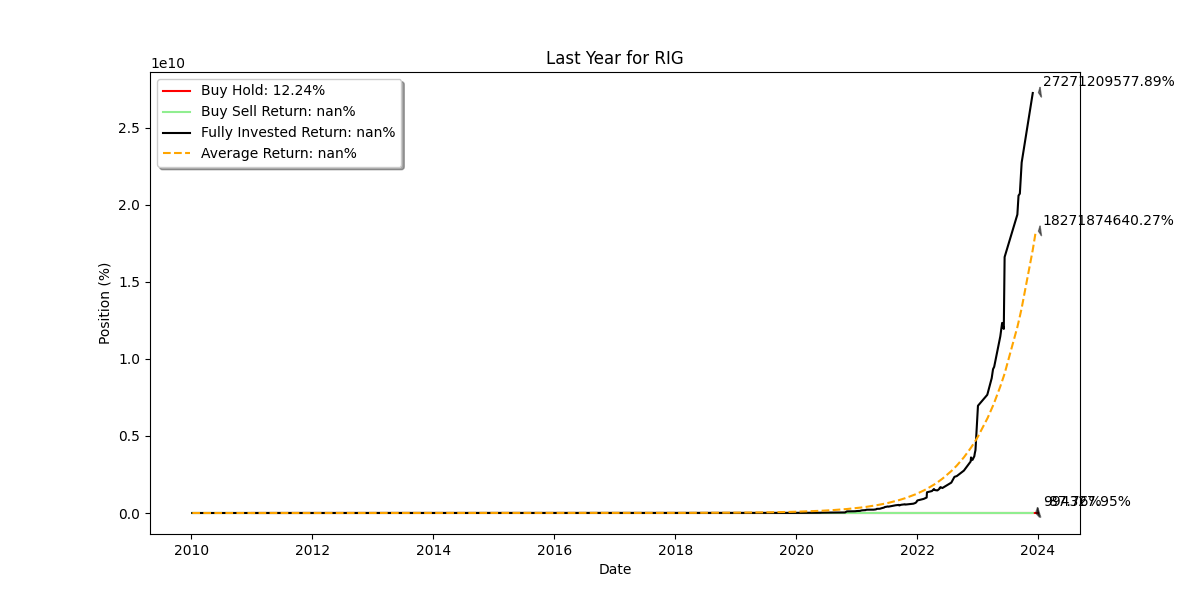 Last Year for RIG
1e10
Buy Hold: 12.24%
Buy Sell Return: nan%
Fully Invested Return: nan%
Average Return: nan%
27271209577.89%
18271874640.27%
2.5
2.0
1.5
1.0
0.5
0.0
Position (%)
2010
2012
2014
2016
2018
2020
2022
2024
Date